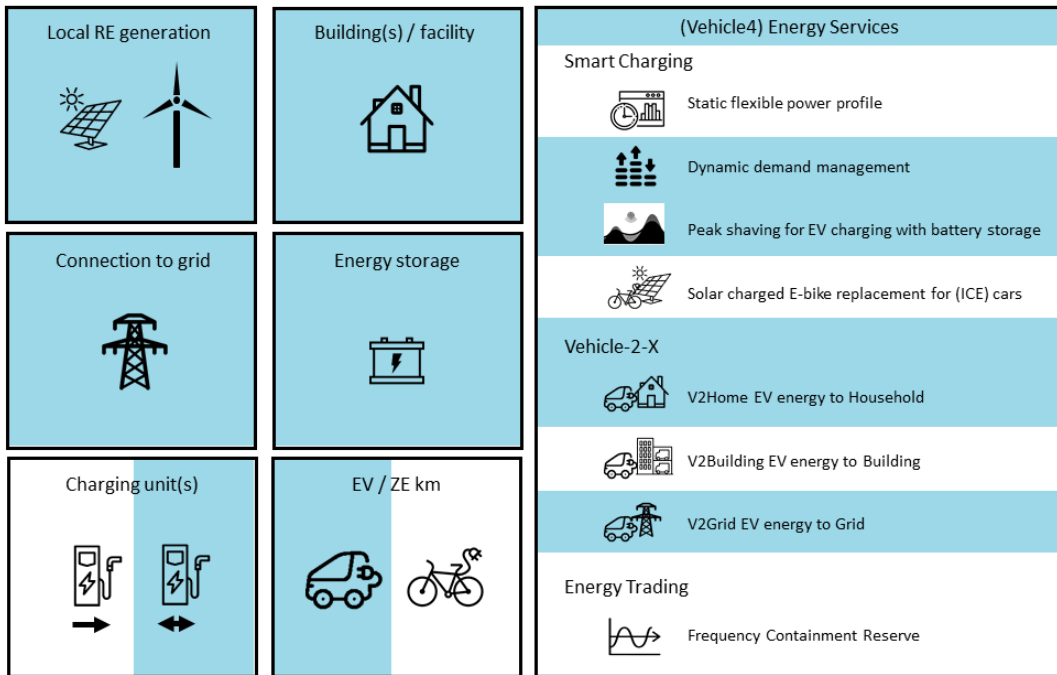 Local RE generation
Building(s) / facility
Connection to grid
Energy storage
Charging unit(s)
EV / ZE km
(Vehicle4) Energy Services
Smart Charging
Static flexible power profile
Dynamic demand management
Peak shaving for EV charging with battery storage
Solar charged E-bike replacement for (ICE) cars
Vehicle-2-X
V2Home EV energy to Household
V2Building EV energy to Building
V2Grid EV energy to Grid
Energy Trading
Frequency Containment Reserve